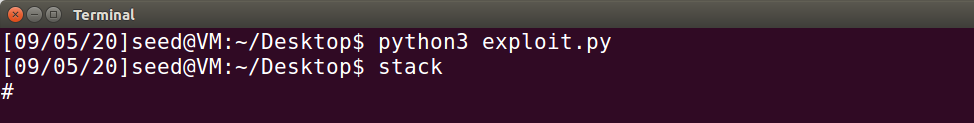 Terminal
[09/05/20]seed@VM:~/Desktop$ python3 exploit.py
[09/05/20]seed@VM:~/Desktop$ stack
#